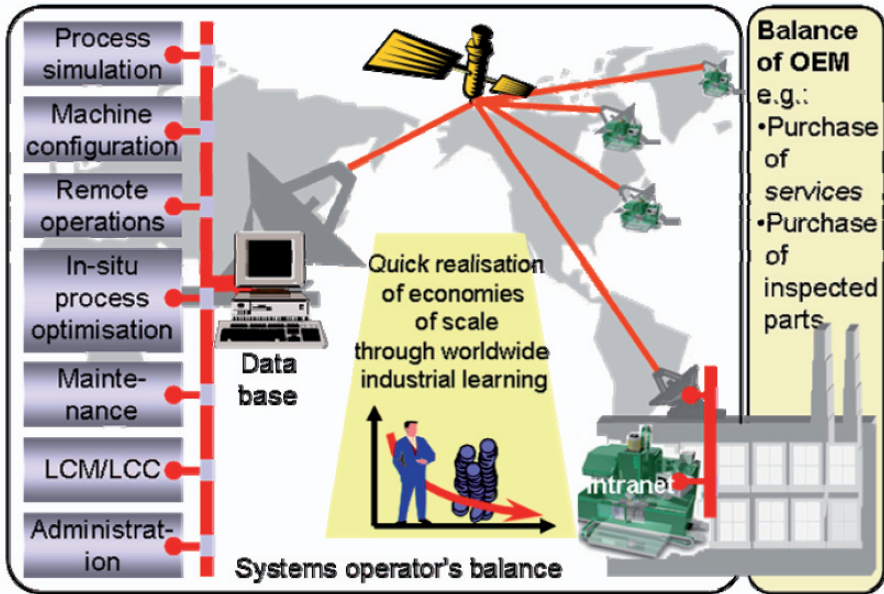 Process
simulation
Machine
configuration
Remote
operations
In-situ
process
optimisation
Mainte-
nance
LCM/LCC
Administrat-
ion
Data
base
Quick realisation
of economies
of scale
through worldwide
industrial learning
Systems operator's balance
Intranet
Balance
of OEM
e.g.:
•Purchase
of
services
•Purchase
of
inspected
parts